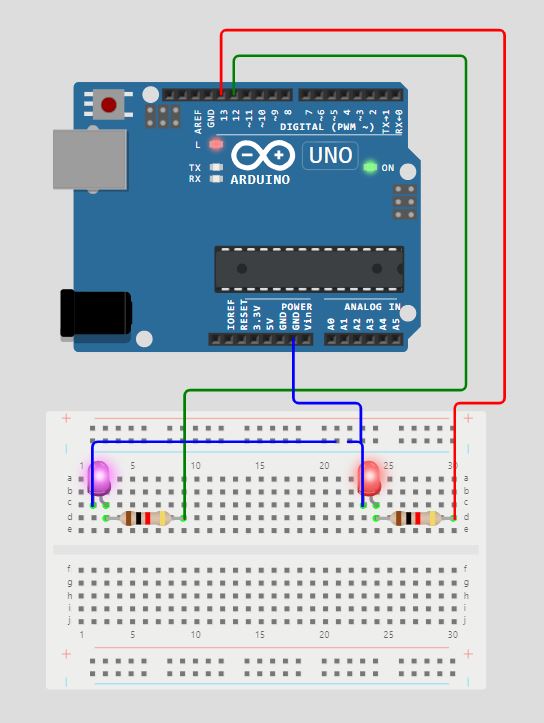 AREF GND 13 12 ~11 ~10 ~9 8 7 ~6 ~5 4 ~3 2 TX→1 RX←0
DIGITAL (PWM ~)
L
TX
RX
UNO
ON
ARDUINO
POWER
ANALOG IN
IOREF RESET 3.3V 5V GND GND Vin A0 A1 A2 A3 A4 A5
+ +
1 5 10 15 20 25 30
a a
b b
c c
d d
e e
f f
g g
h h
i i
j j
1 5 10 15 20 25 30
+ +